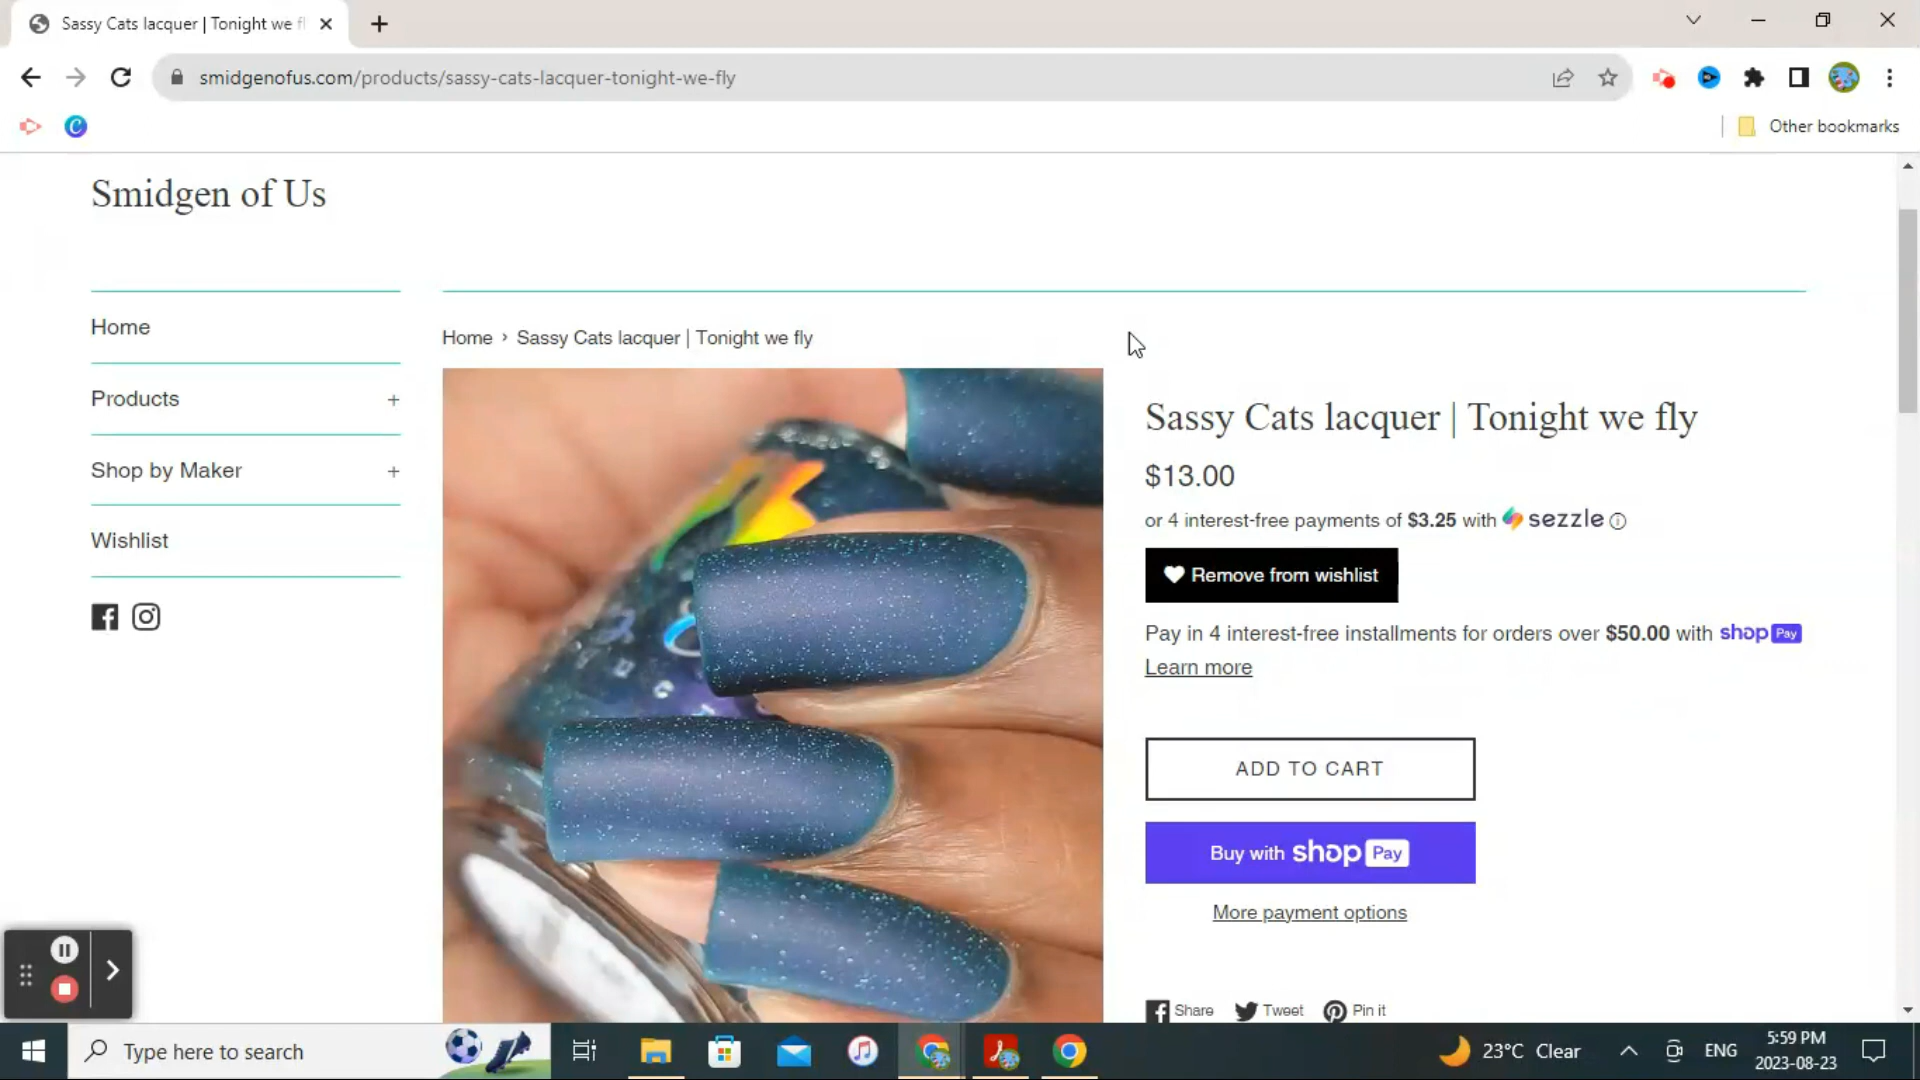 Sassy Cats lacquer | Tonight we fl
smidgenofus.com/products/sassy-cats-lacquer-tonight-we-fly
Other bookmarks
Smidgen of Us
Home
Products +
Shop by Maker +
Wishlist
Home › Sassy Cats lacquer | Tonight we fly
Sassy Cats lacquer | Tonight we fly
$13.00
or 4 interest-free payments of $3.25 with sezzle
Remove from wishlist
Pay in 4 interest-free installments for orders over $50.00 with shop Pay
Learn more
ADD TO CART
Buy with shop Pay
More payment options
Share Tweet Pin it
Type here to search
23°C Clear
ENG
5:59 PM
2023-08-23